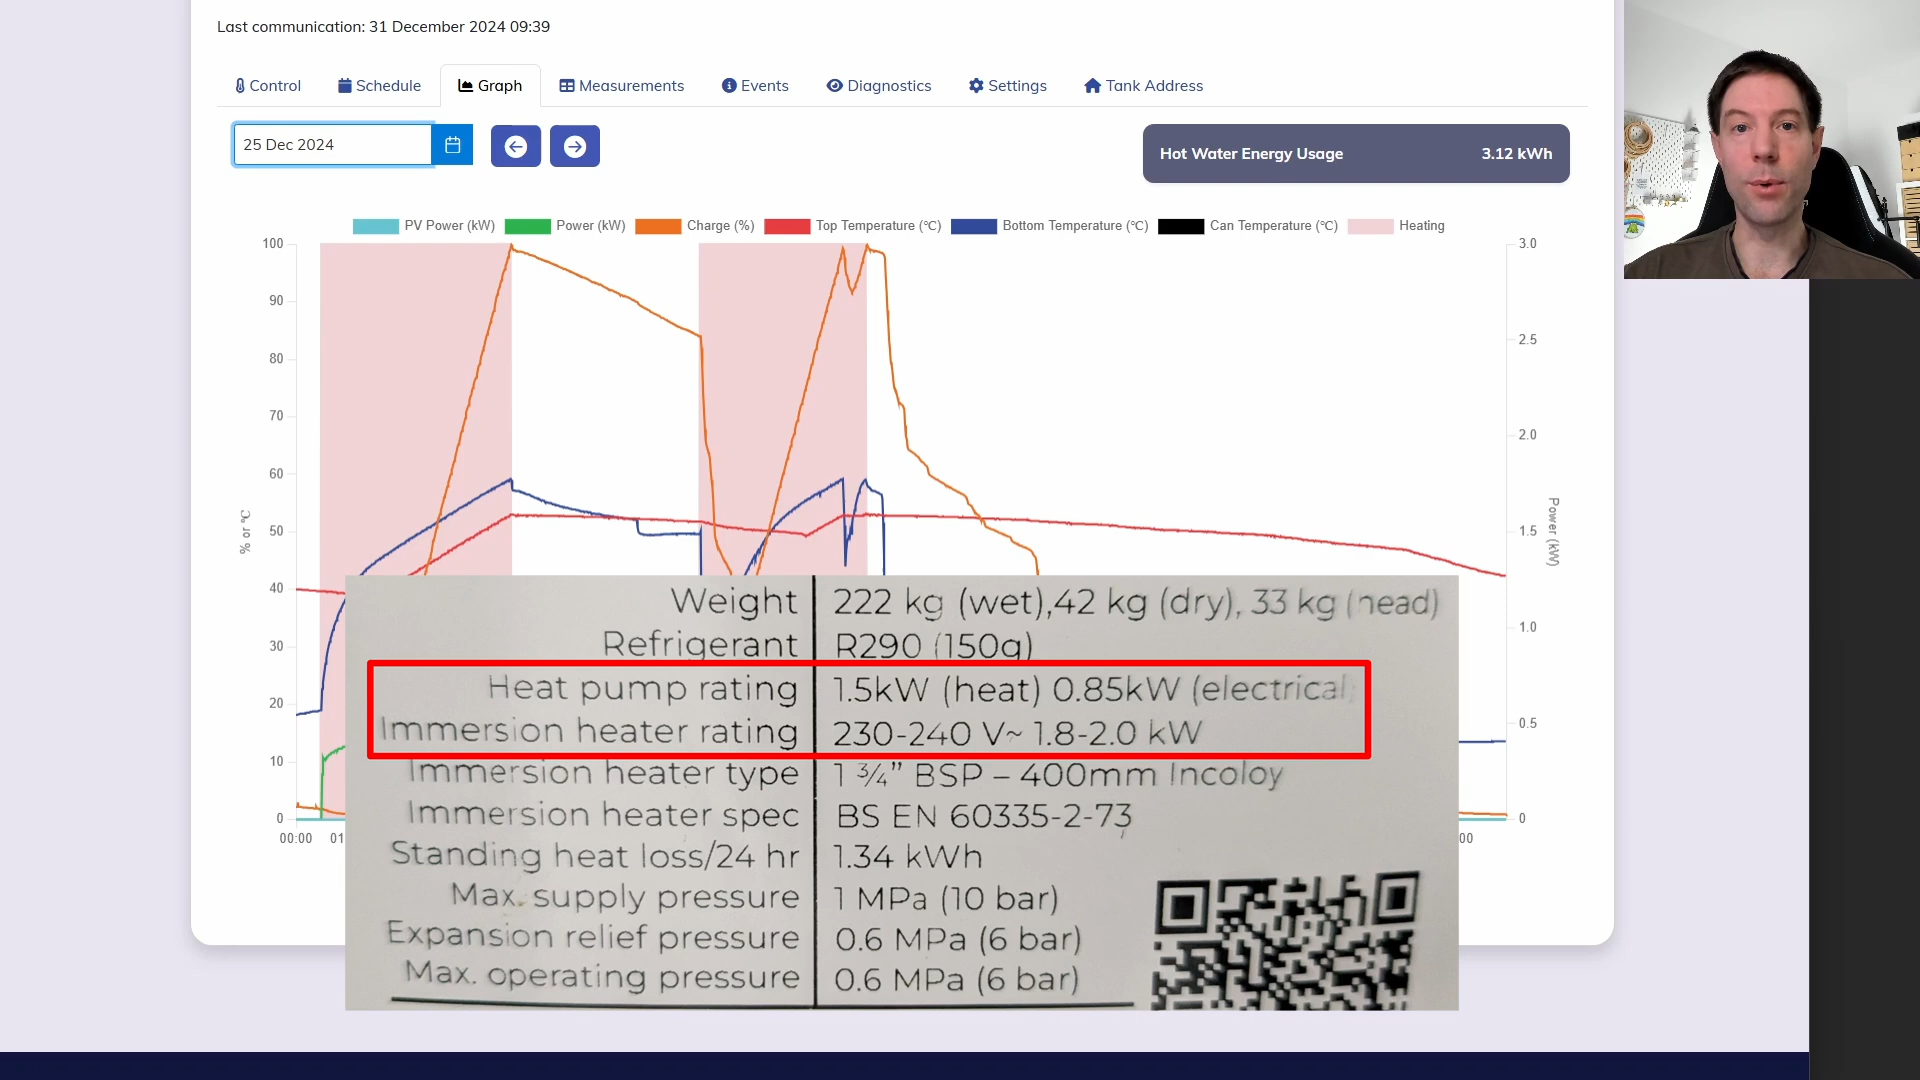 Last communication: 31 December 2024 09:39
Control Schedule Graph Measurements Events Diagnostics Settings Tank Address
25 Dec 2024
Hot Water Energy Usage 3.12 kWh
PV Power (kW) Power (kW) Charge (%) Top Temperature (°C) Bottom Temperature (°C) Can Temperature (°C) Heating
100 3.0
90
2.5
80
70
2.0
60
50 1.5
% or °C
Power (kW)
40
1.0
30
20
0.5
10
0 0
00:00 01 00
Weight 222 kg (wet),42 kg (dry), 33 kg (head)
Refrigerant R290 (150g)
Heat pump rating 1.5kW (heat) 0.85kW (electrical
Immersion heater rating 230-240 V~ 1.8-2.0 kW
Immersion heater type 1 ¾” BSP – 400mm Incoloy
Immersion heater spec BS EN 60335-2-73
Standing heat loss/24 hr 1.34 kWh
Max. supply pressure 1 MPa (10 bar)
Expansion relief pressure 0.6 MPa (6 bar)
Max. operating pressure 0.6 MPa (6 bar)